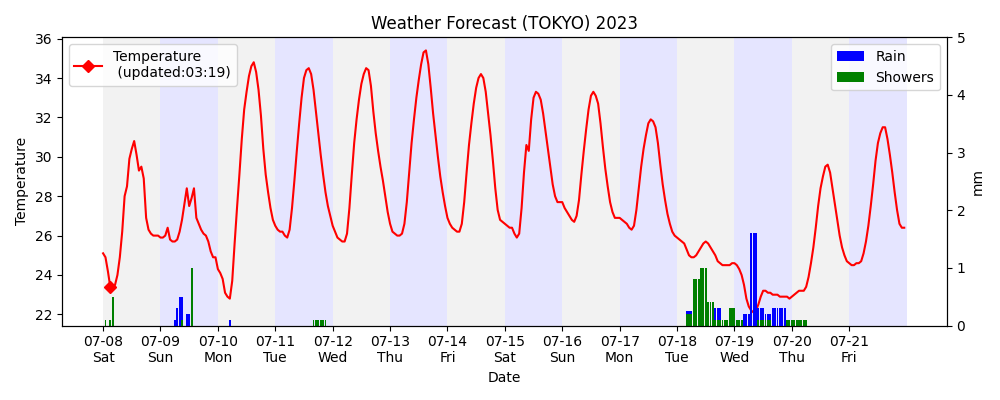 Weather Forecast (TOKYO) 2023
Temperature
(updated:03:19)
Rain
Showers
36
34
32
30
28
26
24
22
Temperature
5
4
3
2
1
0
mm
07-08 07-09 07-10 07-11 07-12 07-13 07-14 07-15 07-16 07-17 07-18 07-19 07-20 07-21
Sat Sun Mon Tue Wed Thu Fri Sat Sun Mon Tue Wed Thu Fri
Date